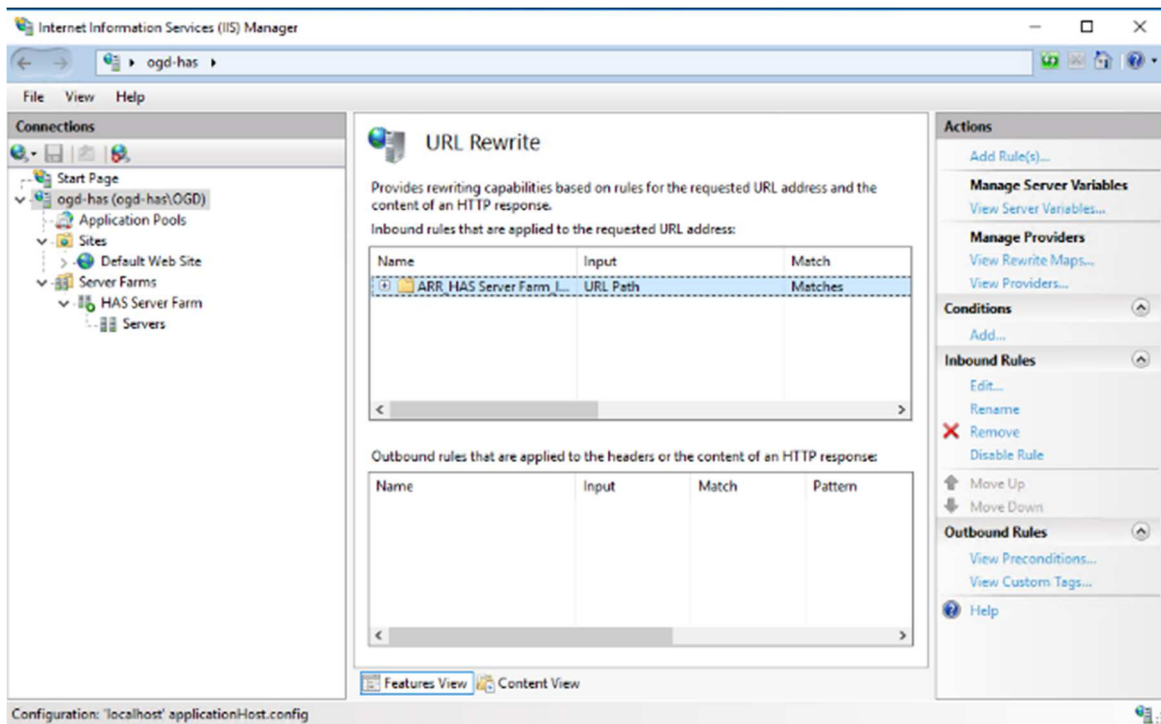 Internet Information Services (IIS) Manager
ogd-has
File View Help
Connections
Start Page
ogd-has (ogd-has\OGD)
Application Pools
Sites
Default Web Site
Server Farms
HAS Server Farm
Servers
URL Rewrite
Provides rewriting capabilities based on rules for the requested URL address and the
content of an HTTP response.
Inbound rules that are applied to the requested URL address:
Name Input Match
ARR_HAS Server Farm_l... URL Path Matches
Outbound rules that are applied to the headers or the content of an HTTP response:
Name Input Match Pattern
Features View Content View
Actions
Add Rule(s)...
Manage Server Variables
View Server Variables...
Manage Providers
View Rewrite Maps...
View Providers...
Conditions
Add...
Inbound Rules
Edit...
Rename
Remove
Disable Rule
Move Up
Move Down
Outbound Rules
View Preconditions...
View Custom Tags...
Help
Configuration: 'localhost' applicationHost.config